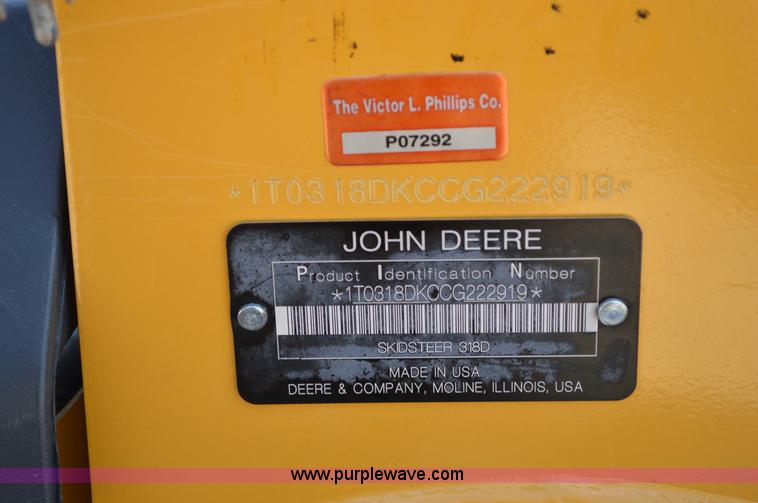 The Victor L. Phillips Co.
P07292
*1T0318DKCCG222919*
JOHN DEERE
Product Identification Number
*1T0318DKCCG222919*
SKIDSTEER 318D
MADE IN USA
DEERE & COMPANY, MOLINE, ILLINOIS, USA
www.purplewave.com